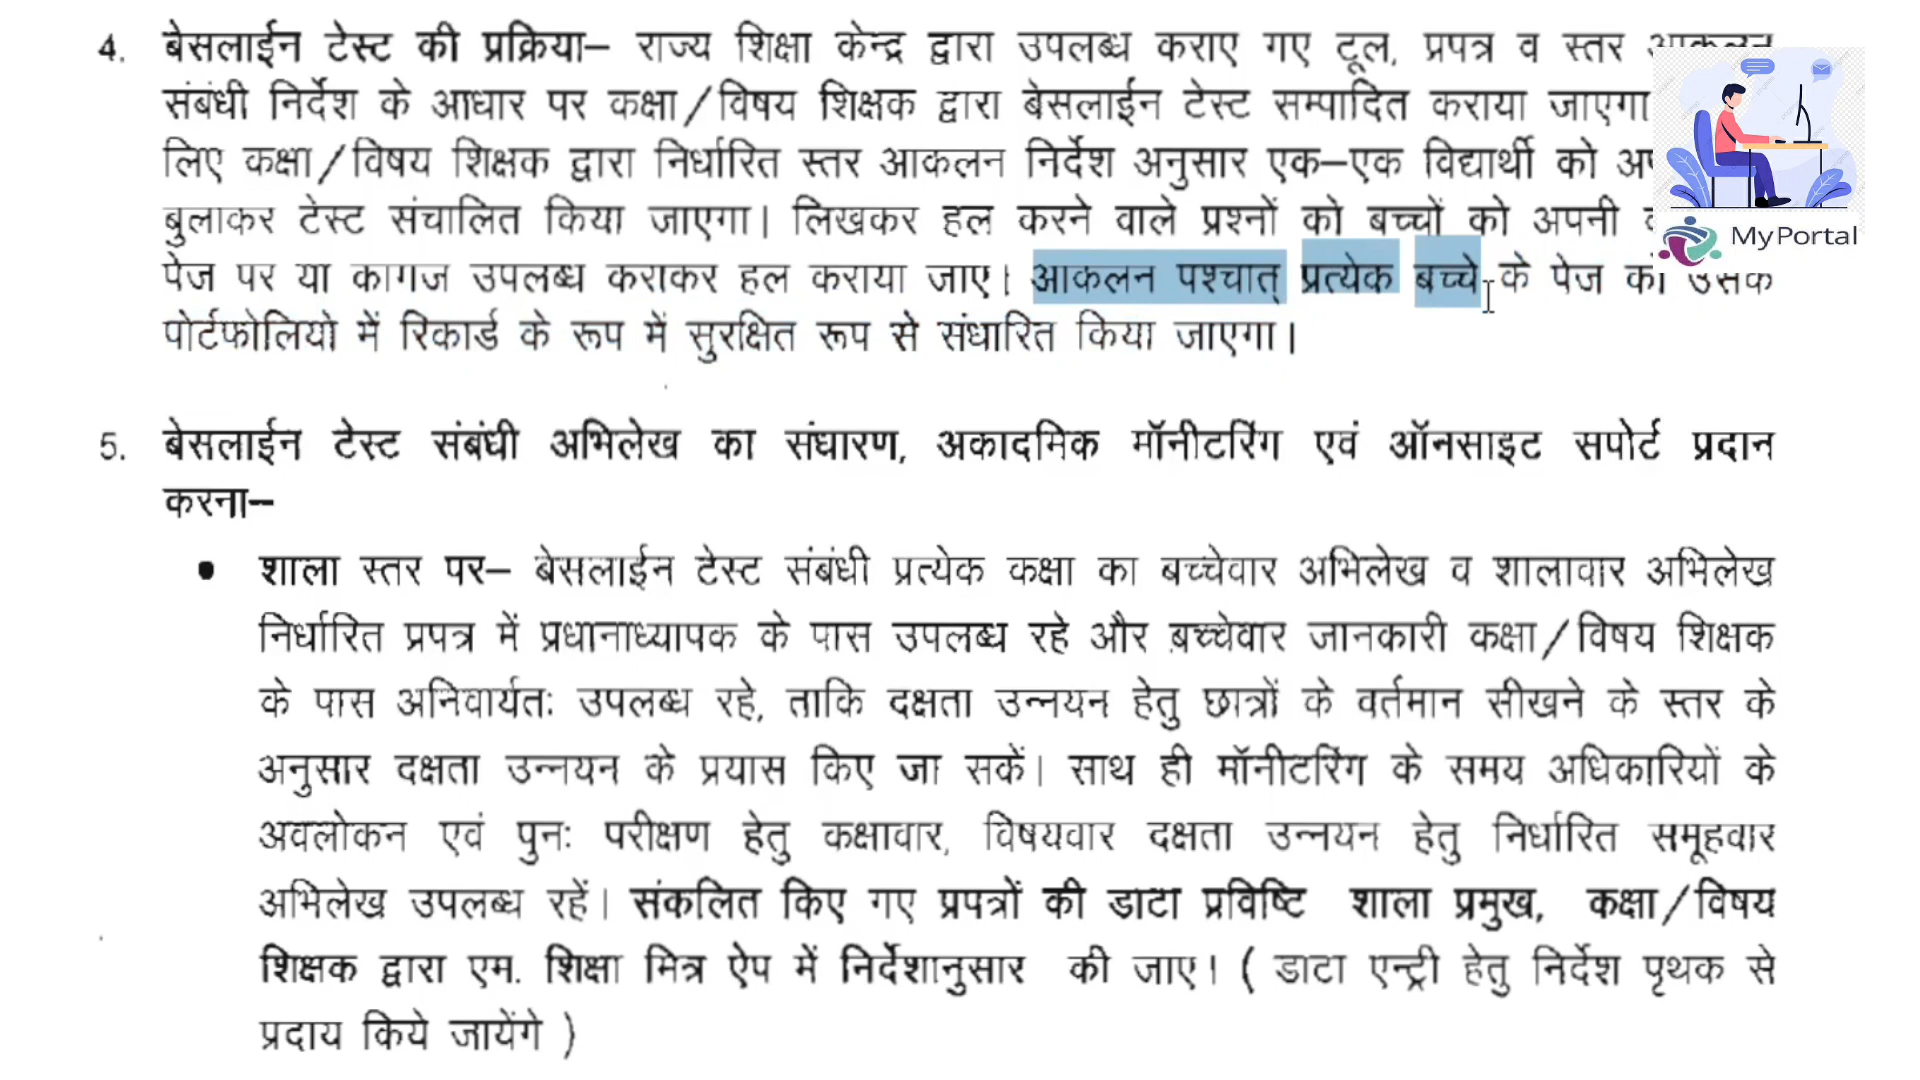 4. बेसलाईन टेस्ट की प्रक्रिया– राज्य शिक्षा केन्द्र द्वारा उपलब्ध कराए गए टूल, प्रपत्र व स्तर आकलन
संबंधी निर्देश के आधार पर कक्षा/विषय शिक्षक द्वारा बेसलाईन टेस्ट सम्पादित कराया जाएगा
लिए कक्षा/विषय शिक्षक द्वारा निर्धारित स्तर आकलन निर्देश अनुसार एक–एक विद्यार्थी को
बुलाकर टेस्ट संचालित किया जाएगा। लिखकर हल करने वाले प्रश्नों को बच्चों को अपनी
MyPortal
पेज पर या कागज उपलब्ध कराकर हल कराया जाए। आकलन पश्चात् प्रत्येक बच्चे के पेज को उसके
पोर्टफोलियो में रिकार्ड के रूप में सुरक्षित रूप से संधारित किया जाएगा।
5. बेसलाईन टेस्ट संबंधी अभिलेख का संधारण, अकादमिक मॉनीटरिंग एवं ऑनसाइट सपोर्ट प्रदान
करना–
• शाला स्तर पर– बेसलाईन टेस्ट संबंधी प्रत्येक कक्षा का बच्चेवार अभिलेख व शालावार अभिलेख
निर्धारित प्रपत्र में प्रधानाध्यापक के पास उपलब्ध रहे और बच्चेवार जानकारी कक्षा/विषय शिक्षक
के पास अनिवार्यतः उपलब्ध रहे, ताकि दक्षता उन्नयन हेतु छात्रों के वर्तमान सीखने के स्तर के
अनुसार दक्षता उन्नयन के प्रयास किए जा सकें। साथ ही मॉनीटरिंग के समय अधिकारियों के
अवलोकन एवं पुनः परीक्षण हेतु कक्षावार, विषयवार दक्षता उन्नयन हेतु निर्धारित समूहवार
अभिलेख उपलब्ध रहें। संकलित किए गए प्रपत्रों की डाटा प्रविष्टि शाला प्रमुख, कक्षा/विषय
शिक्षक द्वारा एम. शिक्षा मित्र ऐप में निर्देशानुसार की जाए। ( डाटा एन्ट्री हेतु निर्देश पृथक से
प्रदाय किये जायेंगे )